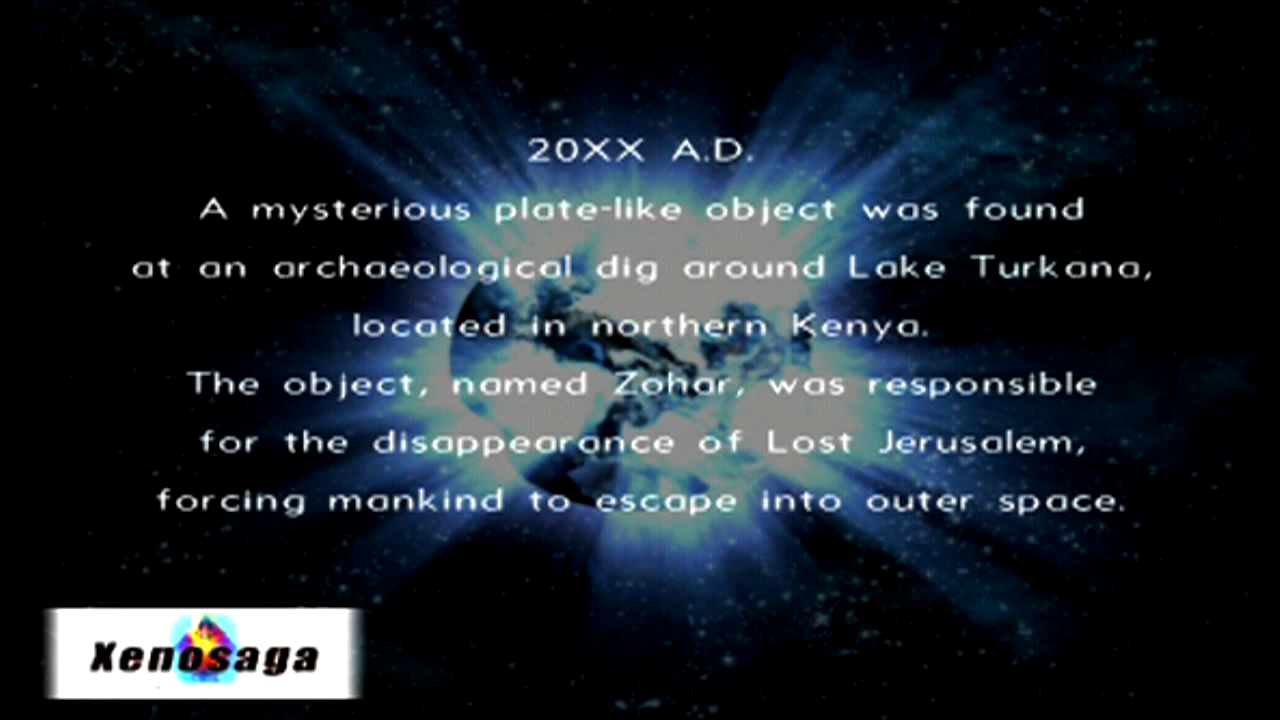 20XX A.D.
A mysterious plate-like object was found
at an archaeological dig around Lake Turkana,
located in northern Kenya.
The object, named Zohar, was responsible
for the disappearance of Lost Jerusalem,
forcing mankind to escape into outer space.
Xenosaga